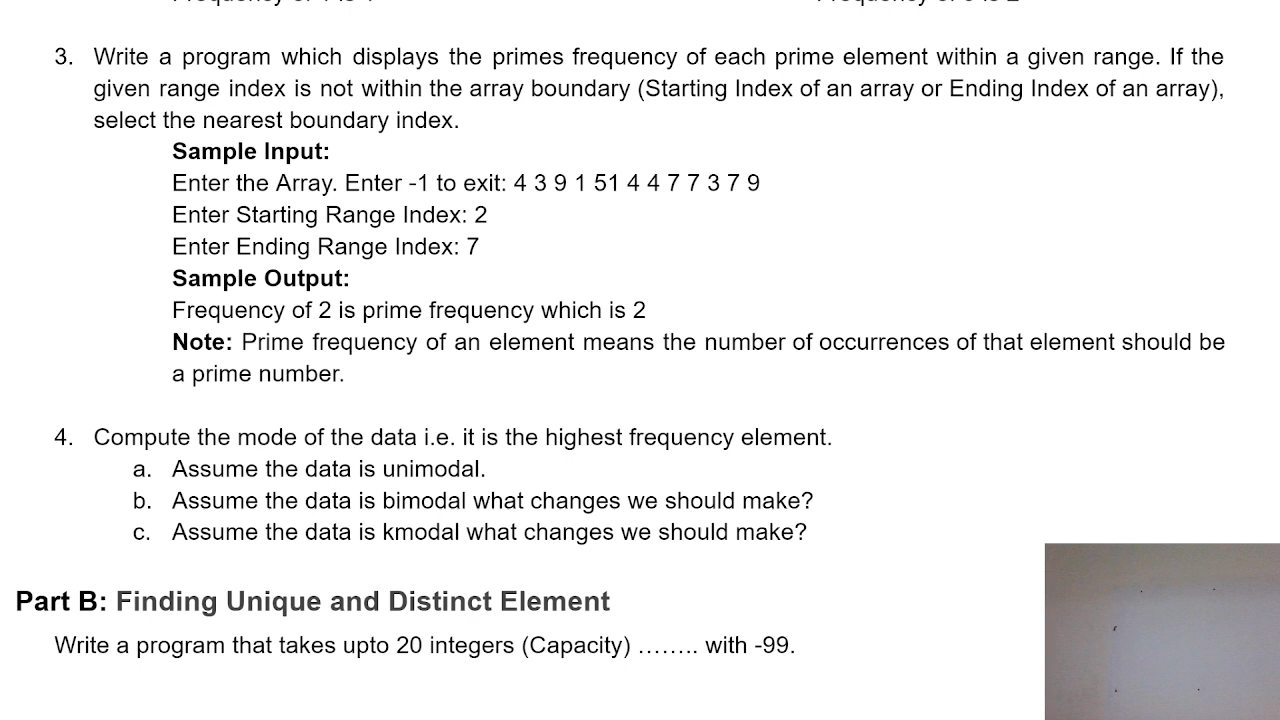 3. Write a program which displays the primes frequency of each prime element within a given range. If the
given range index is not within the array boundary (Starting Index of an array or Ending Index of an array),
select the nearest boundary index.
Sample Input:
Enter the Array. Enter -1 to exit: 4 3 9 1 51 4 4 7 7 3 7 9
Enter Starting Range Index: 2
Enter Ending Range Index: 7
Sample Output:
Frequency of 2 is prime frequency which is 2
Note: Prime frequency of an element means the number of occurrences of that element should be
a prime number.
4. Compute the mode of the data i.e. it is the highest frequency element.
a. Assume the data is unimodal.
b. Assume the data is bimodal what changes we should make?
c. Assume the data is kmodal what changes we should make?
Part B: Finding Unique and Distinct Element
Write a program that takes upto 20 integers (Capacity) …….. with -99.